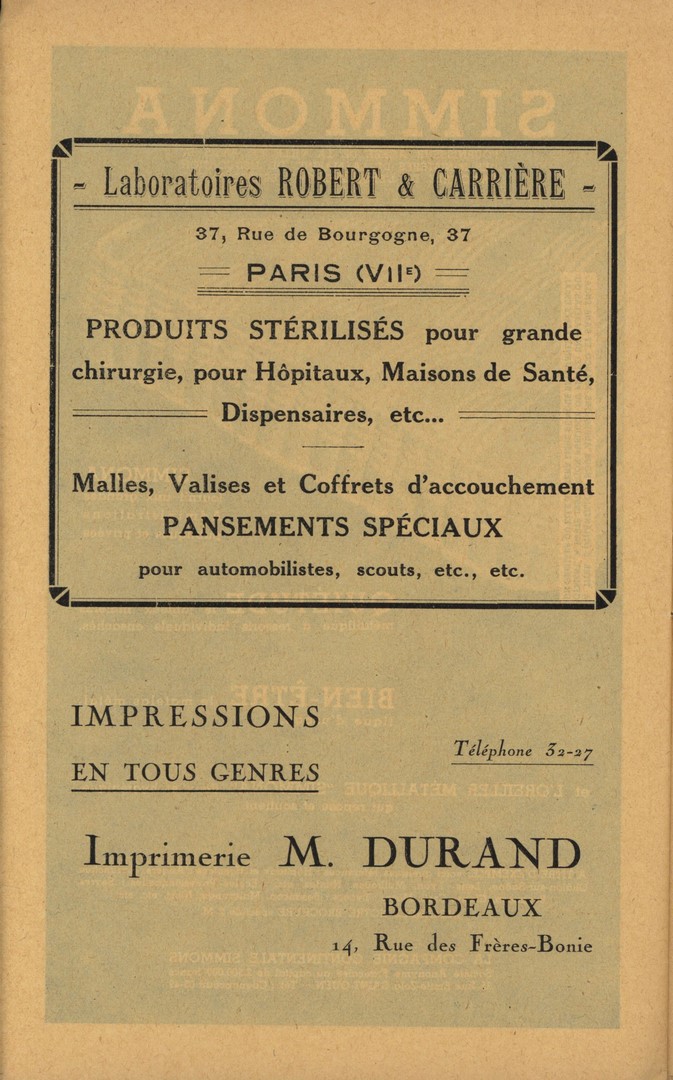 - Laboratoires ROBERT & CARRIÈRE -
37, Rue de Bourgogne, 37
PARIS (VIIE)
PRODUITS STÉRILISÉS pour grande
chirurgie, pour Hôpitaux, Maisons de Santé,
Dispensaires, etc...
Malles, Valises et Coffrets d'accouchement
PANSEMENTS SPÉCIAUX
pour automobilistes, scouts, etc., etc.
IMPRESSIONS
EN TOUS GENRES
Téléphone 32-27
Imprimerie M. DURAND
BORDEAUX
14, Rue des Frères-Bonie